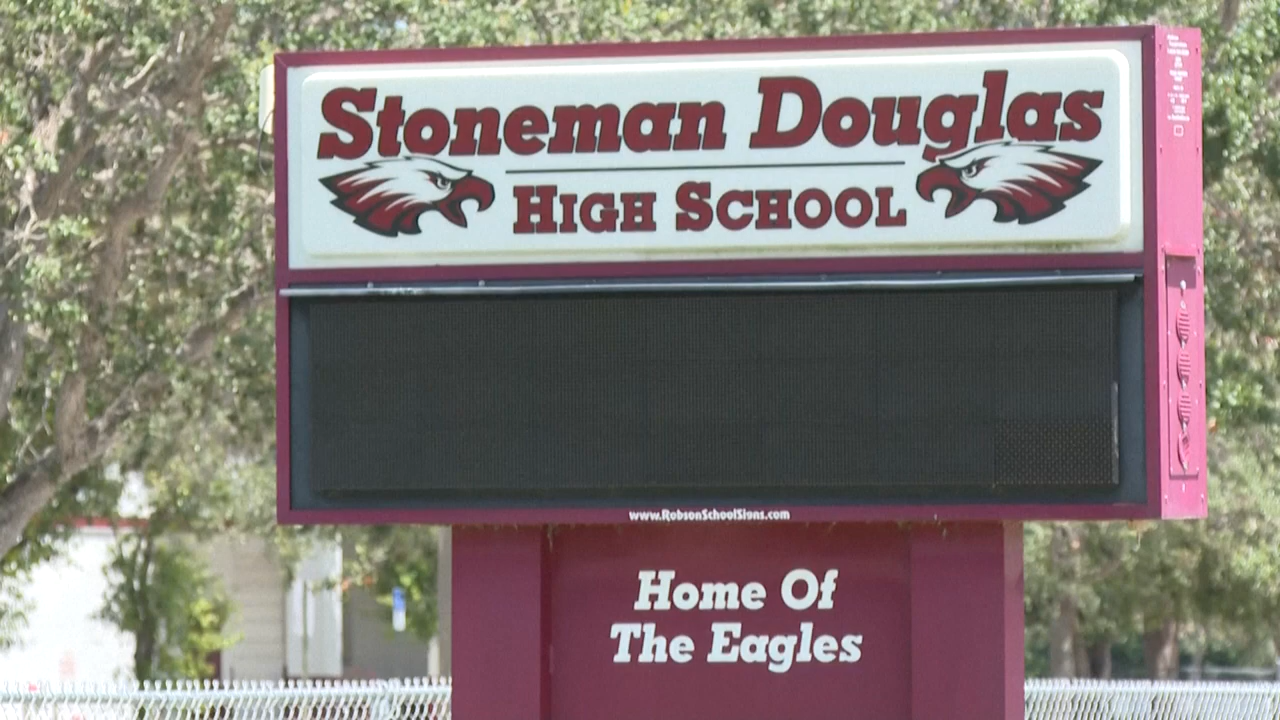 Stoneman Douglas
HIGH SCHOOL
www.RobsonSchoolSigns.com
Home Of
The Eagles